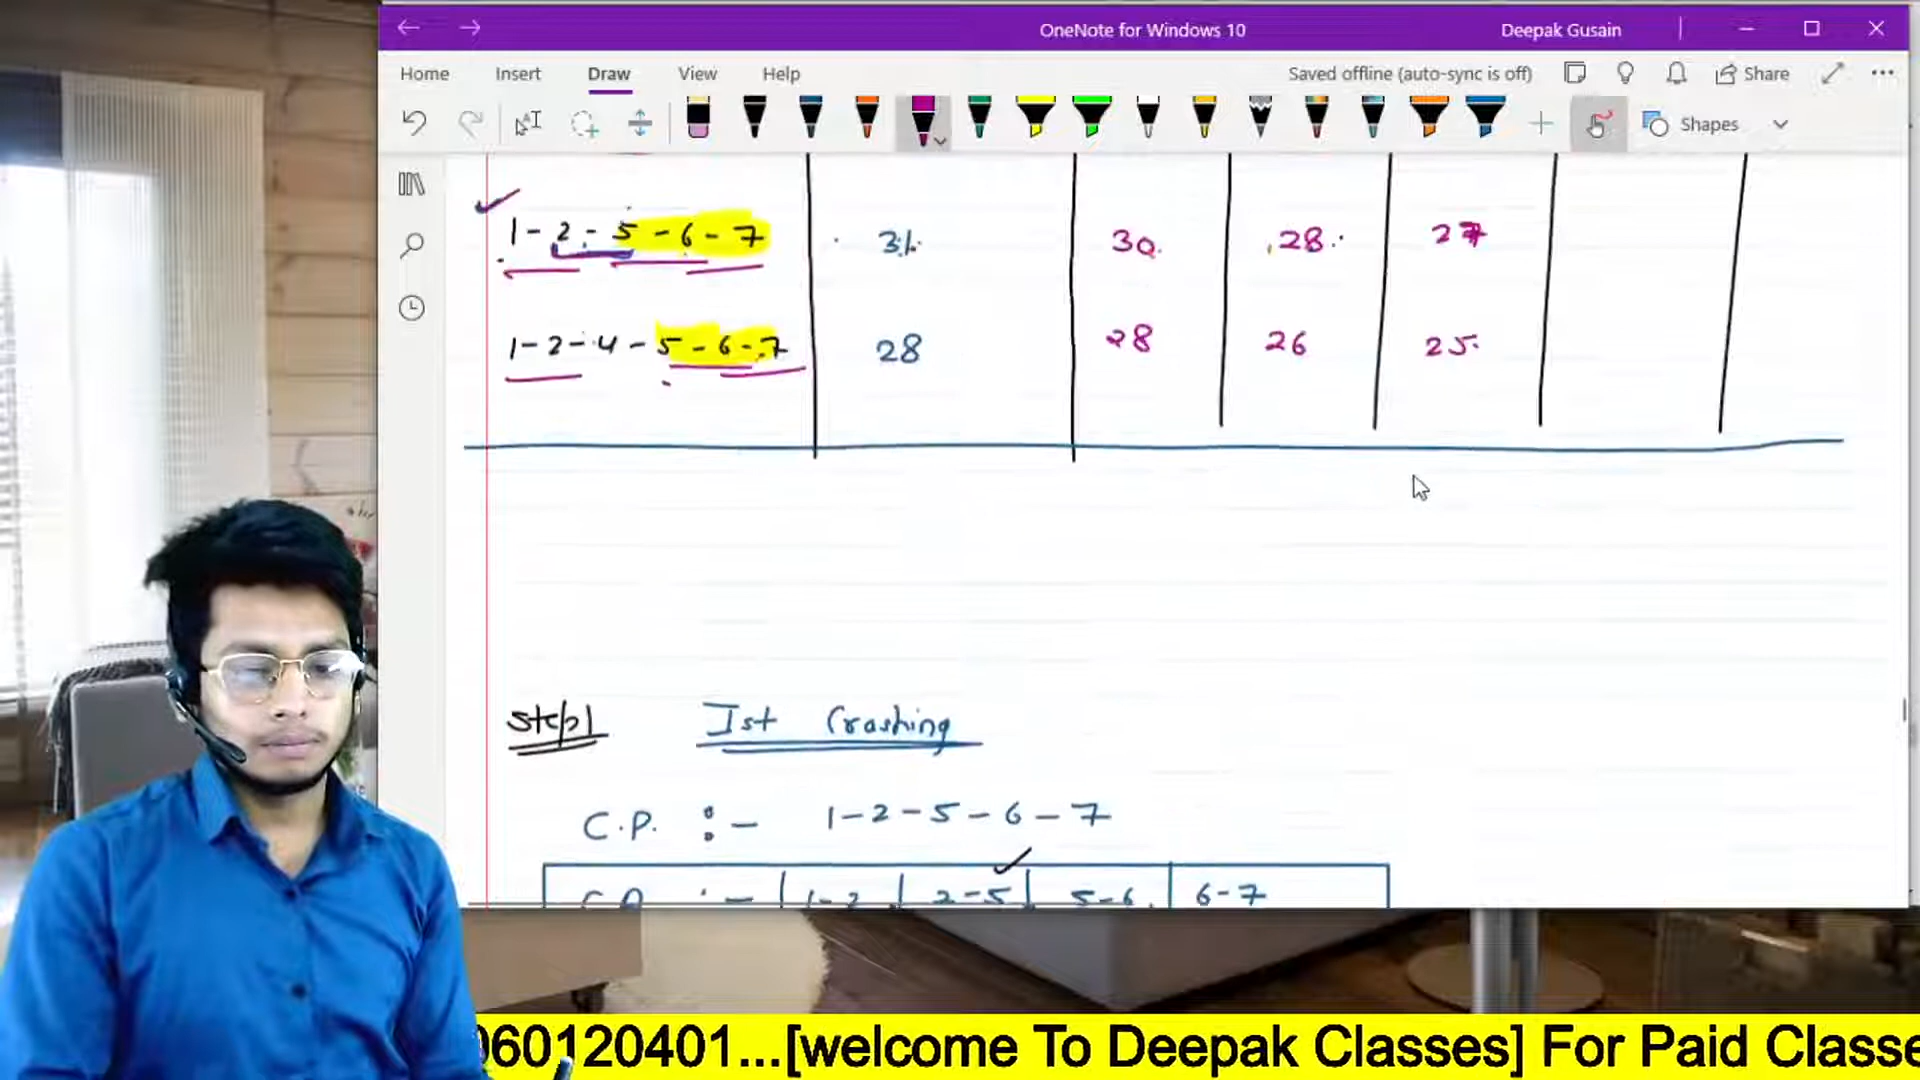 OneNote for Windows 10
Deepak Gusain
Home Insert Draw View Help
Saved offline (auto-sync is off)
Share
Shapes
1-2-5-6-7 31 30 28 27
1-2-4-5-6-7 28 28 26 25
Step1 Ist Crashing
C.P. :- 1-2-5-6-7
:- 1-2 2-5 5-6 6-7
060120401...[welcome To Deepak Classes] For Paid Classe